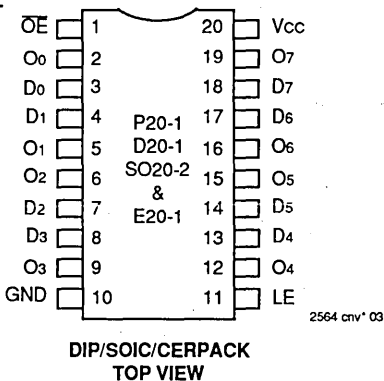 OE 1 20 Vcc
O0 2 19 O7
D0 3 18 D7
D1 4 17 D6
O1 5 16 O6
O2 6 15 O5
D2 7 14 D5
D3 8 13 D4
O3 9 12 O4
GND 10 11 LE
P20-1
D20-1
SO20-2
&
E20-1
2564 cnv* 03
DIP/SOIC/CERPACK
TOP VIEW